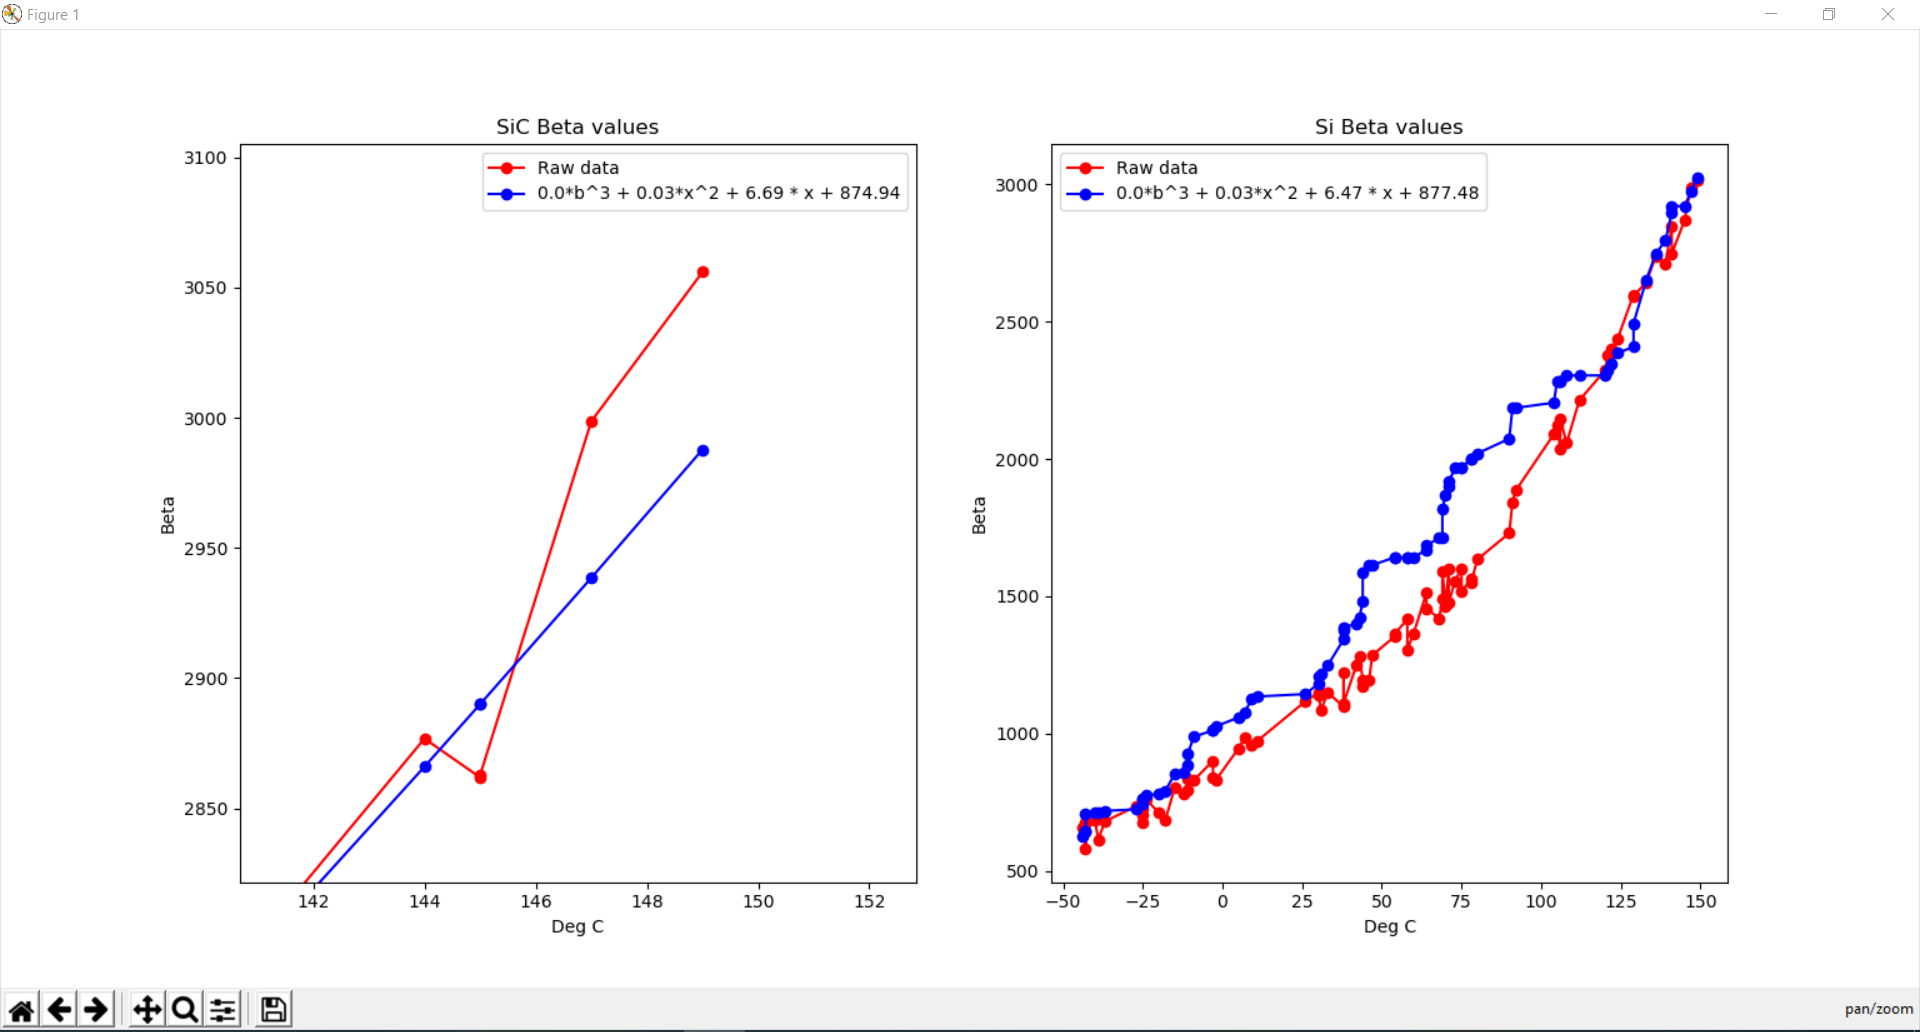 Figure 1
SiC Beta values
Raw data
0.0*b^3 + 0.03*x^2 + 6.69 * x + 874.94
3100
3050
3000
2950
2900
2850
Beta
142 144 146 148 150 152
Deg C
Si Beta values
Raw data
0.0*b^3 + 0.03*x^2 + 6.47 * x + 877.48
3000
2500
2000
1500
1000
500
Beta
−50 −25 0 25 50 75 100 125 150
Deg C
pan/zoom